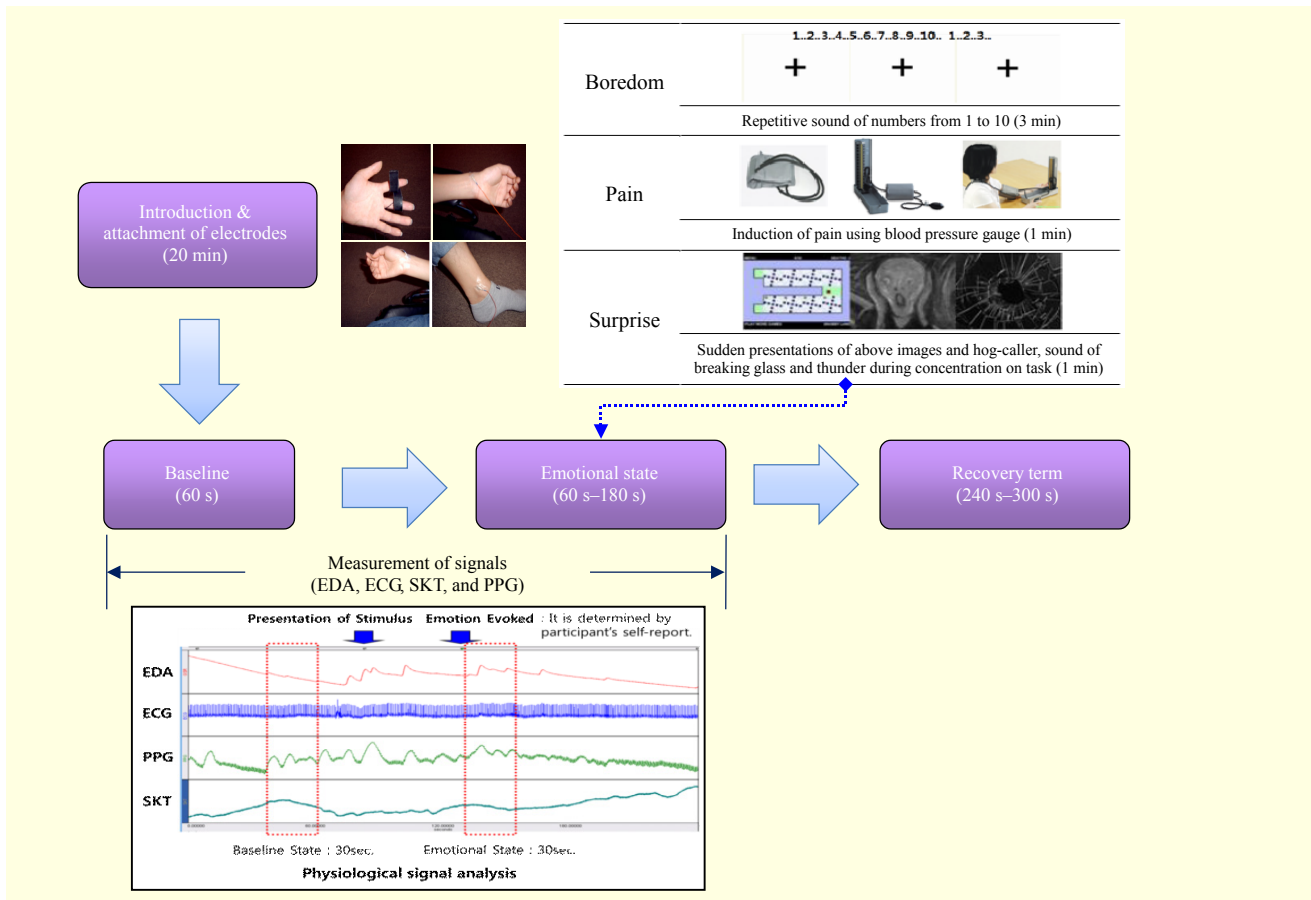 1..2..3..4..5..6..7..8..9..10.. 1..2..3..
Boredom
Repetitive sound of numbers from 1 to 10 (3 min)
Pain
Induction of pain using blood pressure gauge (1 min)
Surprise
Sudden presentations of above images and hog-caller, sound of
breaking glass and thunder during concentration on task (1 min)
Introduction &
attachment of electrodes
(20 min)
Baseline
(60 s)
Emotional state
(60 s–180 s)
Recovery term
(240 s–300 s)
Measurement of signals
(EDA, ECG, SKT, and PPG)
Presentation of Stimulus
Emotion Evoked : It is determined by
participant's self-report.
EDA
ECG
PPG
SKT
Baseline State : 30sec.
Emotional State : 30sec.
Physiological signal analysis